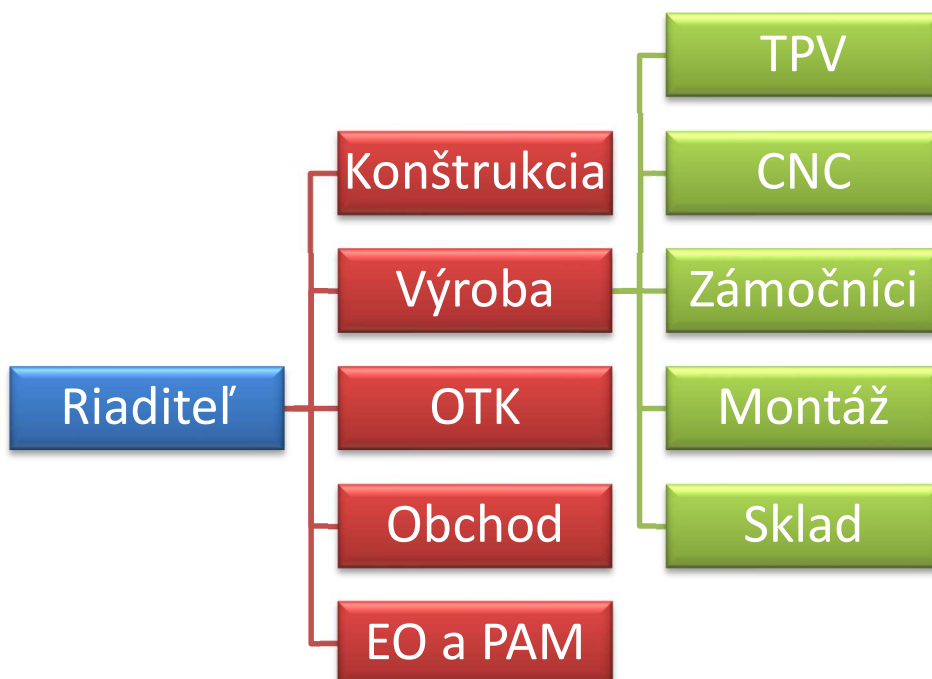 Riaditeľ
Konštrukcia
Výroba
OTK
Obchod
EO a PAM
TPV
CNC
Zámočníci
Montáž
Sklad